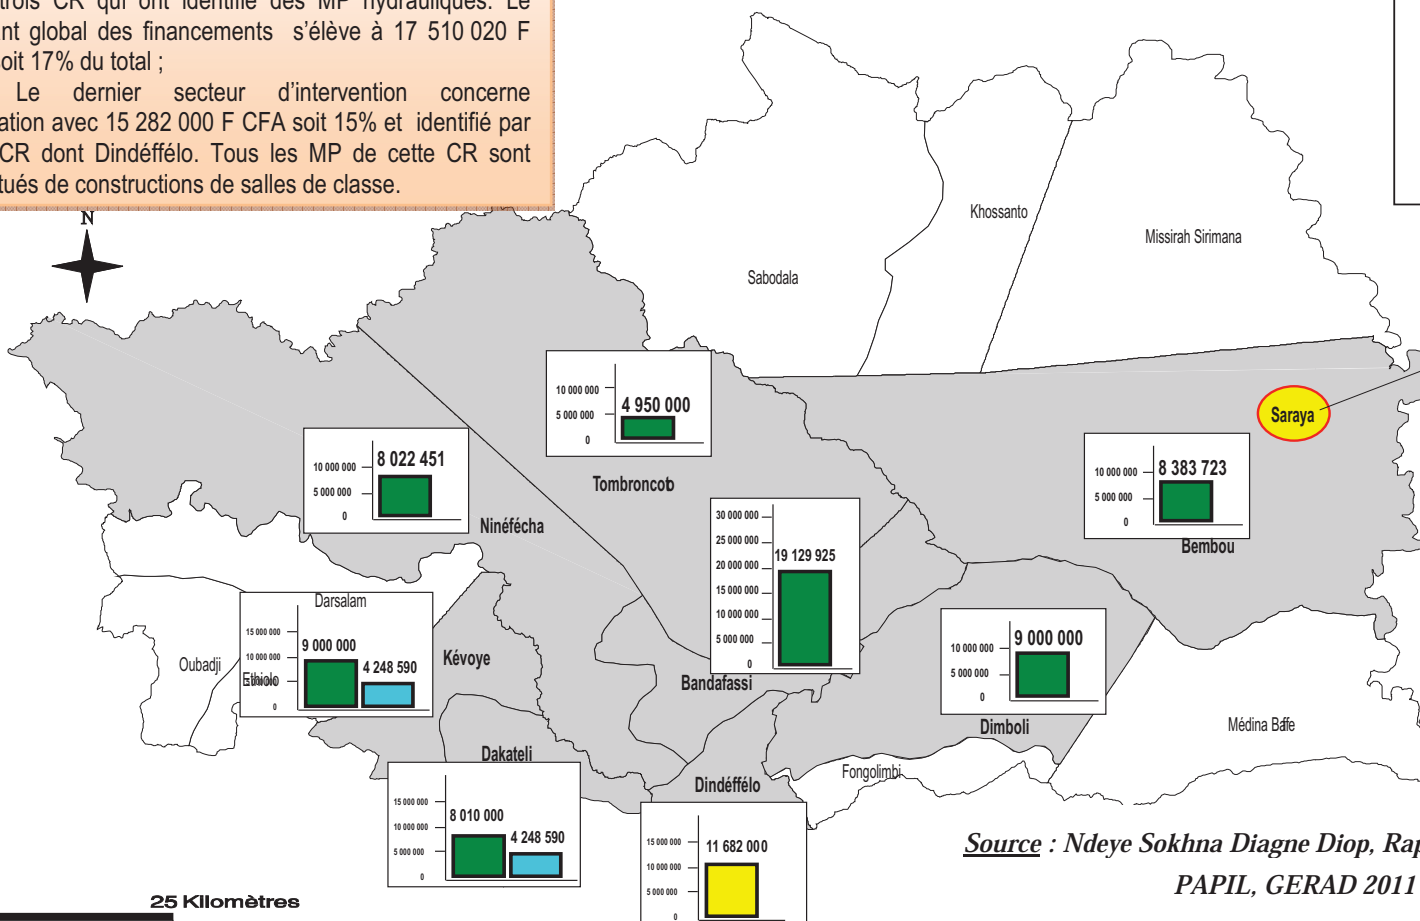 trois CR qui ont identifié des MP hydrauliques. Le
global des financements s’élève à 17 510 020 F
soit 17% du total ;
Le dernier secteur d’intervention concerne
avec 15 282 000 F CFA soit 15% et identifié par
CR dont Dindéffélo. Tous les MP de cette CR sont
de constructions de salles de classe.
N
Khossanto
Missirah Sirimana
Sabodala
Saraya
10 000 000
5 000 000
0
4 950 000
Tombroncoto
10 000 000
5 000 000
0
8 022 451
Ninéfécha
10 000 000
5 000 000
0
8 383 723
Bembou
30 000 000
25 000 000
20 000 000
15 000 000
10 000 000
5 000 000
0
19 129 925
Bandafassi
Darsalam
15 000 000
10 000 000
5 000 000
0
9 000 000
4 248 590
Oubadji
Ethiolo
Kévoye
10 000 000
5 000 000
0
9 000 000
Dimboli
Médina Baffe
Dakateli
15 000 000
10 000 000
5 000 000
0
8 010 000
4 248 590
Dindéffélo
Fongolimbi
15 000 000
10 000 000
5 000 000
0
11 682 000
Source : Ndeye Sokhna Diagne Diop,
PAPIL, GERAD 2011
25 Kilomètres